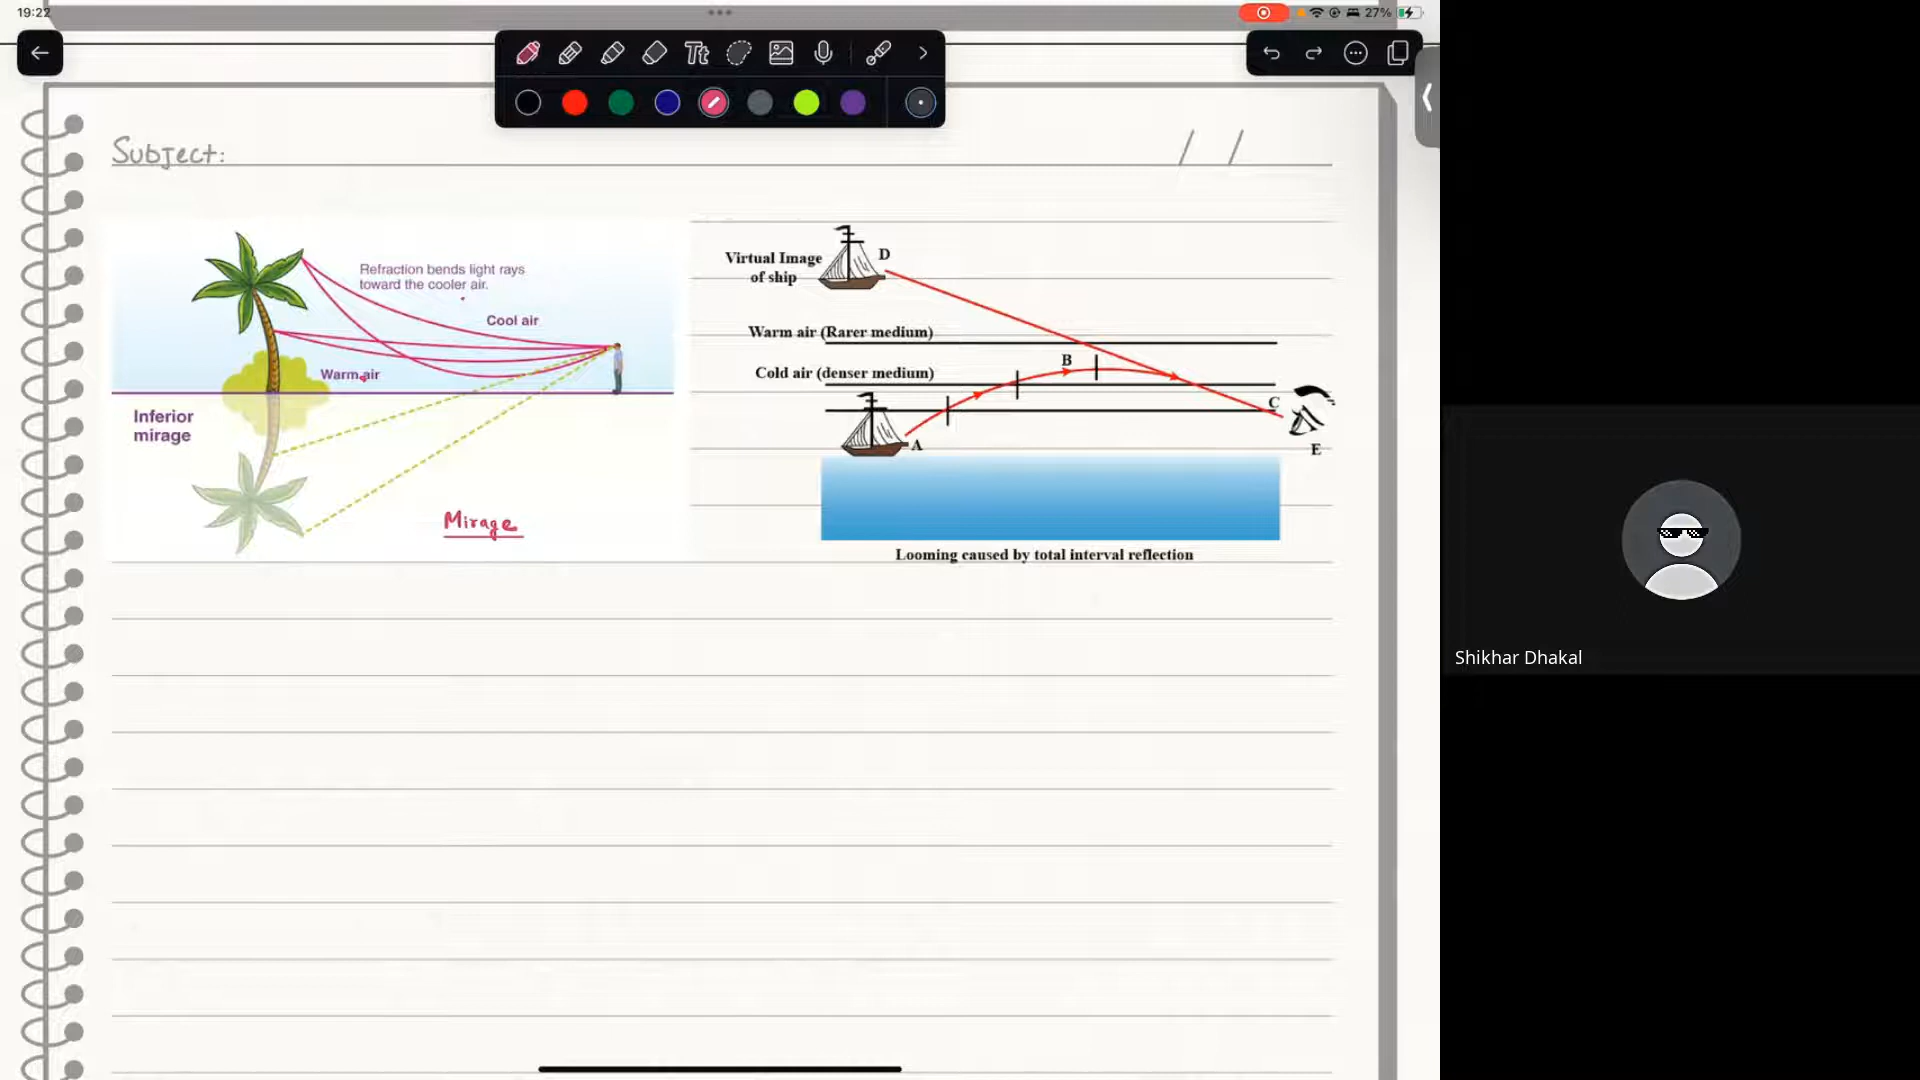 19:22
27%
Tt
Subject:
/ /
Refraction bends light rays
toward the cooler air.
Cool air
Warm air
Inferior
mirage
Mirage
Virtual Image
of ship
D
Warm air (Rarer medium)
B
Cold air (denser medium)
C
A
E
Looming caused by total interval reflection
Shikhar Dhakal